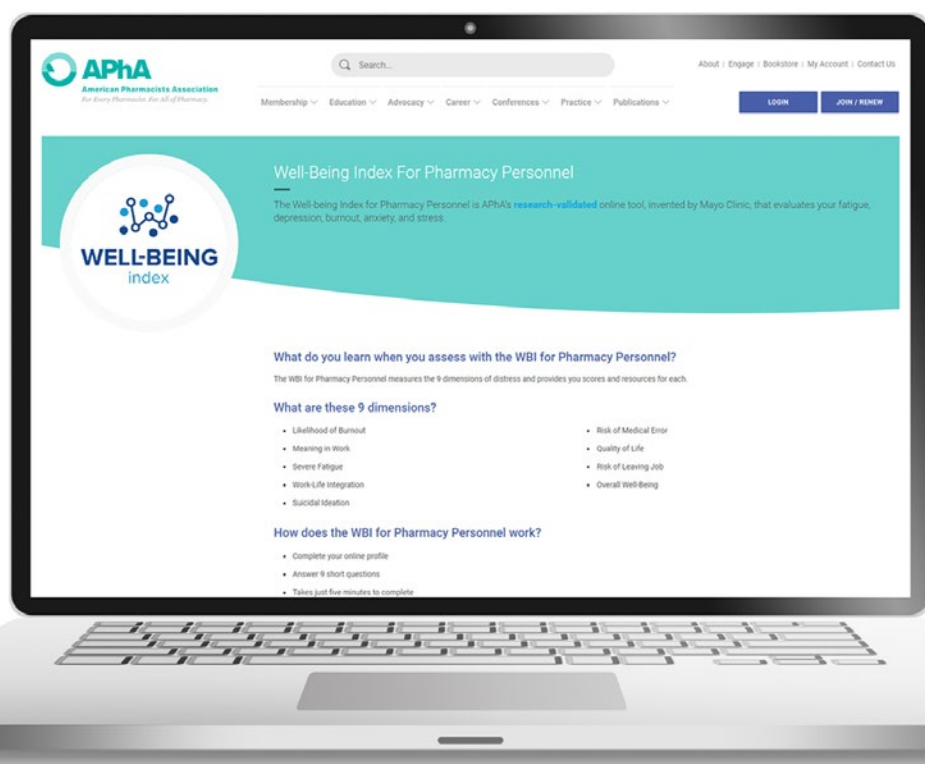 APhA
American Pharmacists Association
For Every Pharmacist. For All of Pharmacy.
Search...
About | Engage | Bookstore | My Account | Contact Us
Membership Education Advocacy Career Conferences Practice Publications
LOGIN
JOIN / RENEW
WELL-BEING
index
Well-Being Index For Pharmacy Personnel
The Well-being Index for Pharmacy Personnel is APhA's research-validated online tool, invented by Mayo Clinic, that evaluates your fatigue,
depression, burnout, anxiety, and stress.
What do you learn when you assess with the WBI for Pharmacy Personnel?
The WBI for Pharmacy Personnel measures the 9 dimensions of distress and provides you scores and resources for each.
What are these 9 dimensions?
• Likelihood of Burnout
• Meaning in Work
• Severe Fatigue
• Work-Life Integration
• Suicidal Ideation
• Risk of Medical Error
• Quality of Life
• Risk of Leaving Job
• Overall Well-Being
How does the WBI for Pharmacy Personnel work?
• Complete your online profile
• Answer 9 short questions
• Takes just five minutes to complete